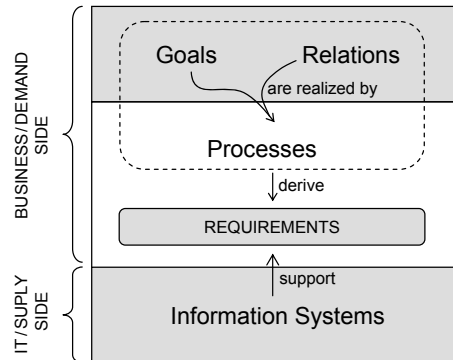 BUSINESS/DEMAND
SIDE
Goals
Relations
are realized by
Processes
derive
REQUIREMENTS
IT/SUPLY
SIDE
support
Information Systems